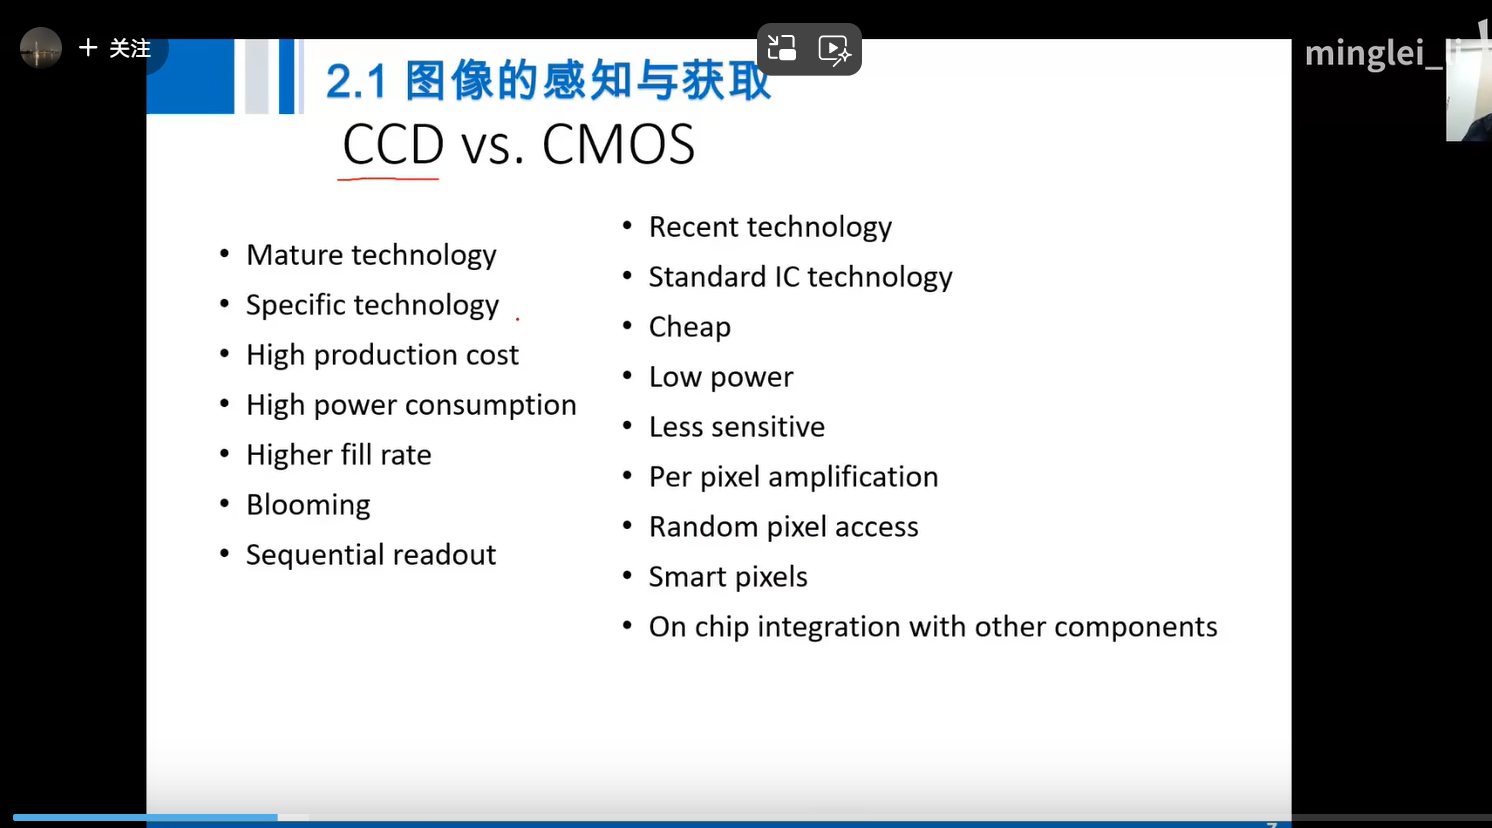 关注
minglei_li
2.1 图像的感知与获取
CCD vs. CMOS
• Mature technology
• Specific technology
• High production cost
• High power consumption
• Higher fill rate
• Blooming
• Sequential readout
• Recent technology
• Standard IC technology
• Cheap
• Low power
• Less sensitive
• Per pixel amplification
• Random pixel access
• Smart pixels
• On chip integration with other components